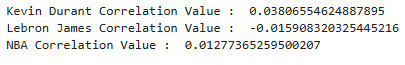 Kevin Durant Correlation Value :  0.03806554624887895
Lebron James Correlation Value :  -0.015908320325445216
NBA Correlation Value :  0.01277365259500207